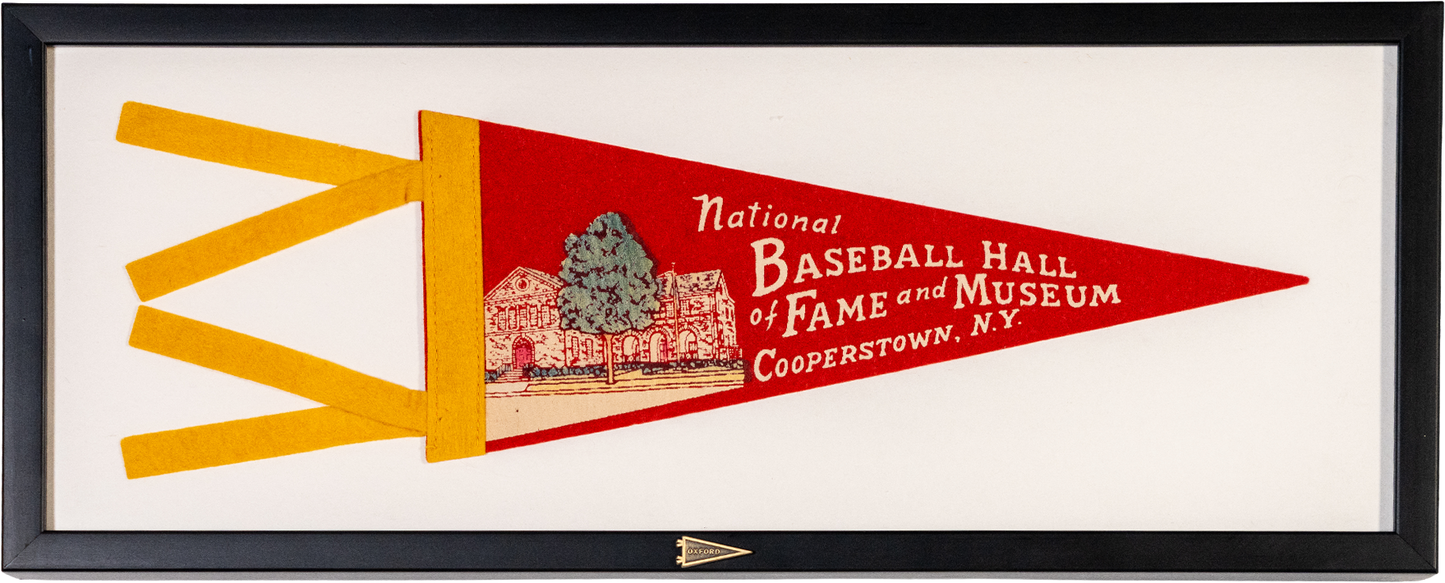 National
BASEBALL HALL
of FAME and MUSEUM
COOPERSTOWN, N.Y.
OXFORD